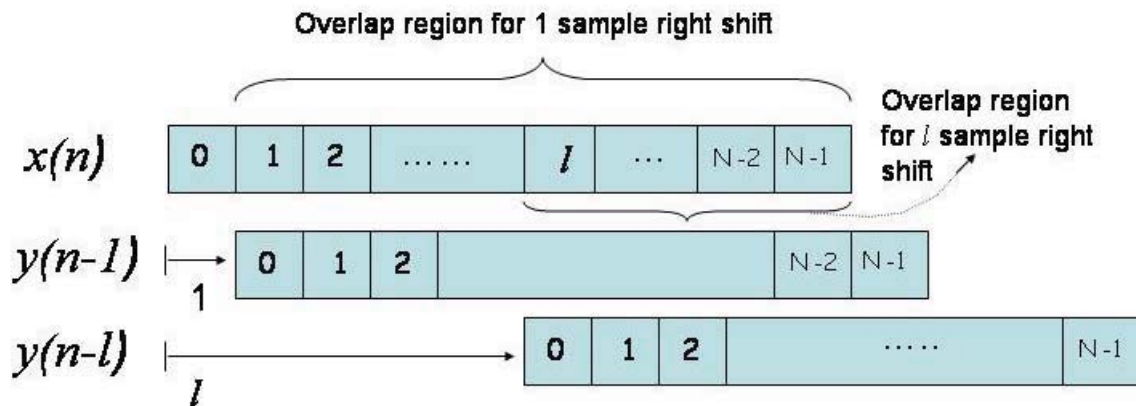 Overlap region for 1 sample right shift
Overlap region
for l sample right
shift
x(n) 0 1 2 ...... l ... N-2 N-1
y(n-1) 0 1 2 N-2 N-1
1
y(n-l) 0 1 2 ..... N-1
l